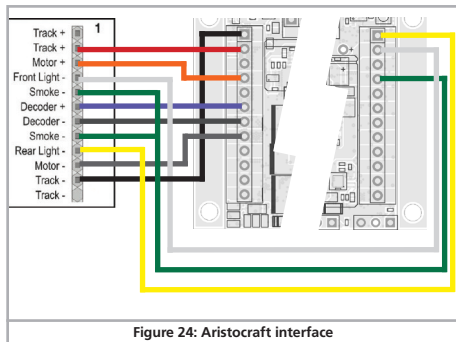 1
Track +
Track +
Motor +
Front Light -
Smoke -
Decoder +
Decoder -
Smoke -
Rear Light -
Motor -
Track -
Track -
Figure 24: Aristocraft interface